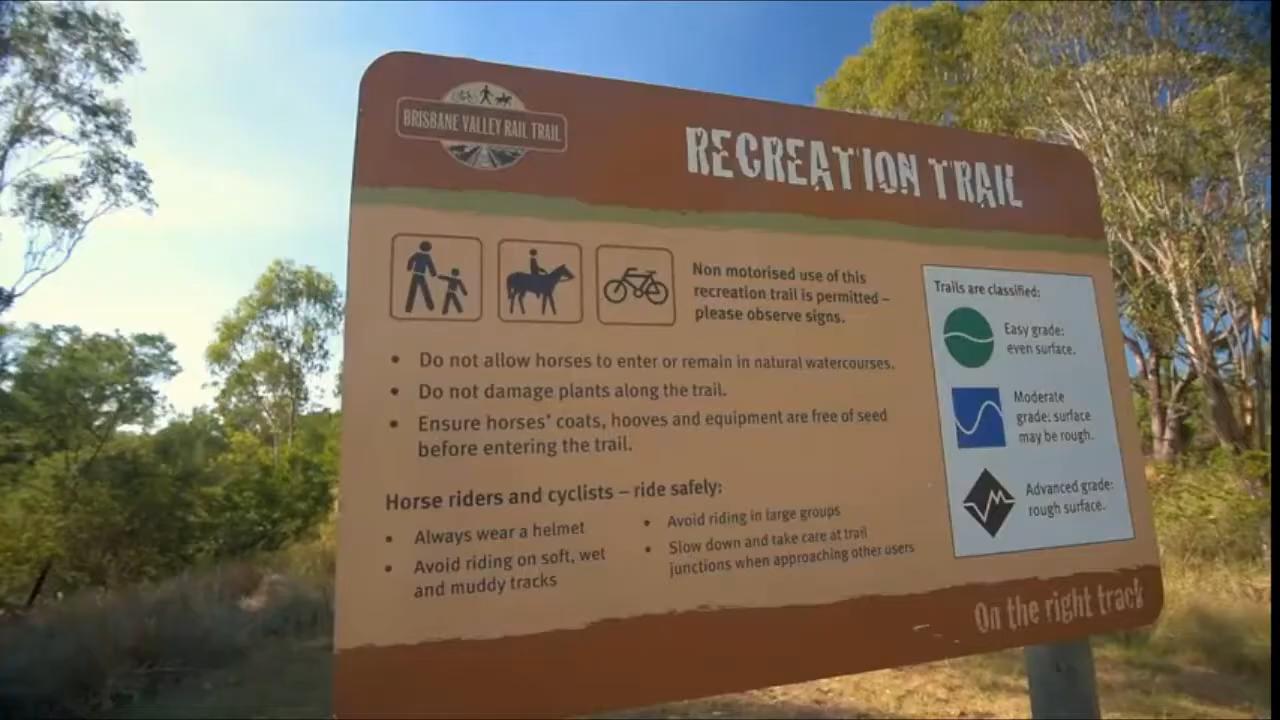 BRISBANE VALLEY RAIL TRAIL
RECREATION TRAIL
Non motorised use of this
recreation trail is permitted –
please observe signs.
• Do not allow horses to enter or remain in natural watercourses.
• Do not damage plants along the trail.
• Ensure horses' coats, hooves and equipment are free of seed
before entering the trail.
Horse riders and cyclists – ride safely:
• Always wear a helmet
• Avoid riding on soft, wet
and muddy tracks
• Avoid riding in large groups
• Slow down and take care at trail
junctions when approaching other users
Trails are classified:
Easy grade:
even surface.
Moderate
grade: surface
may be rough.
Advanced grade:
rough surface.
On the right track